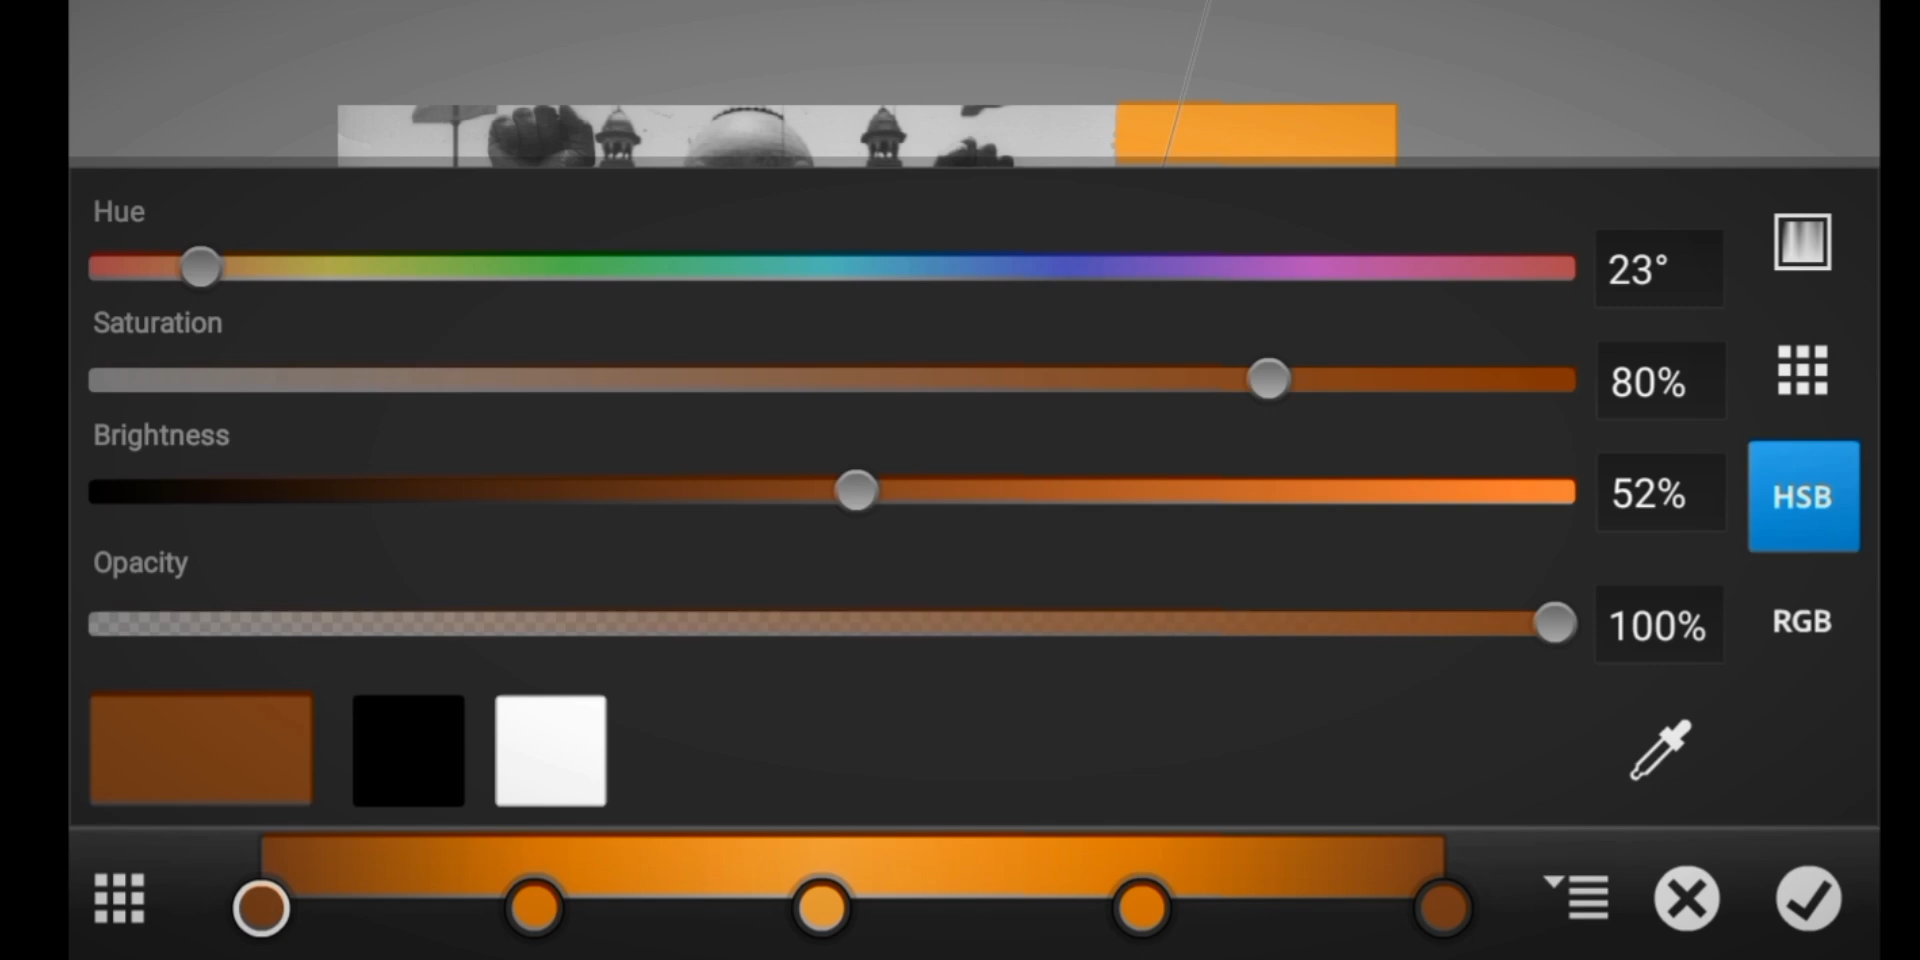 Hue
23°
Saturation
80%
Brightness
52%
HSB
Opacity
100%
RGB